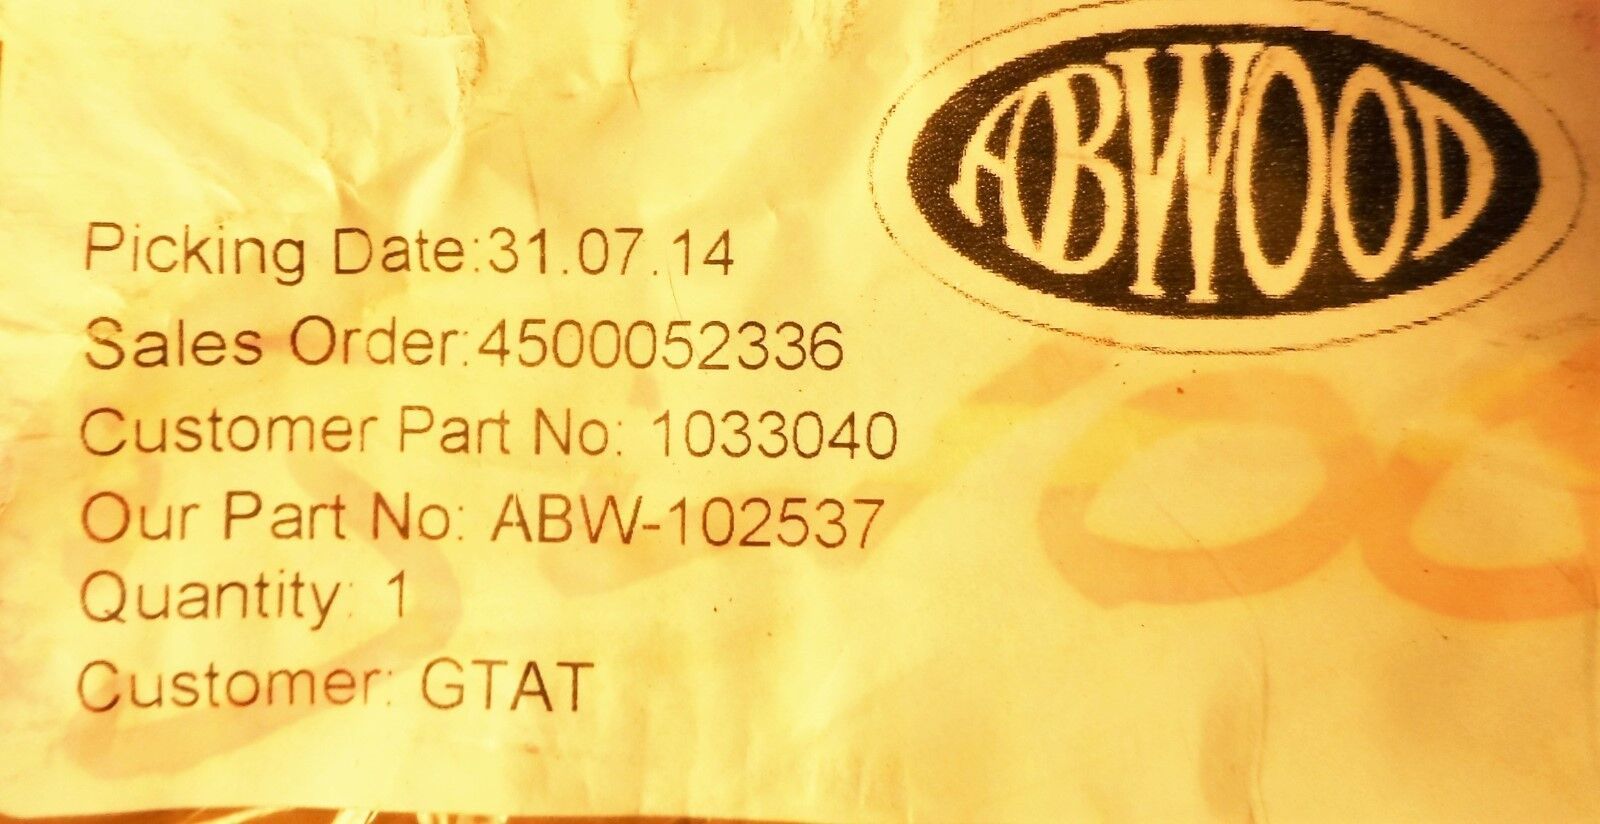 ABWOOD
Picking Date:31.07.14
Sales Order:4500052336
Customer Part No: 1033040
Our Part No: ABW-102537
Quantity: 1
Customer: GTAT